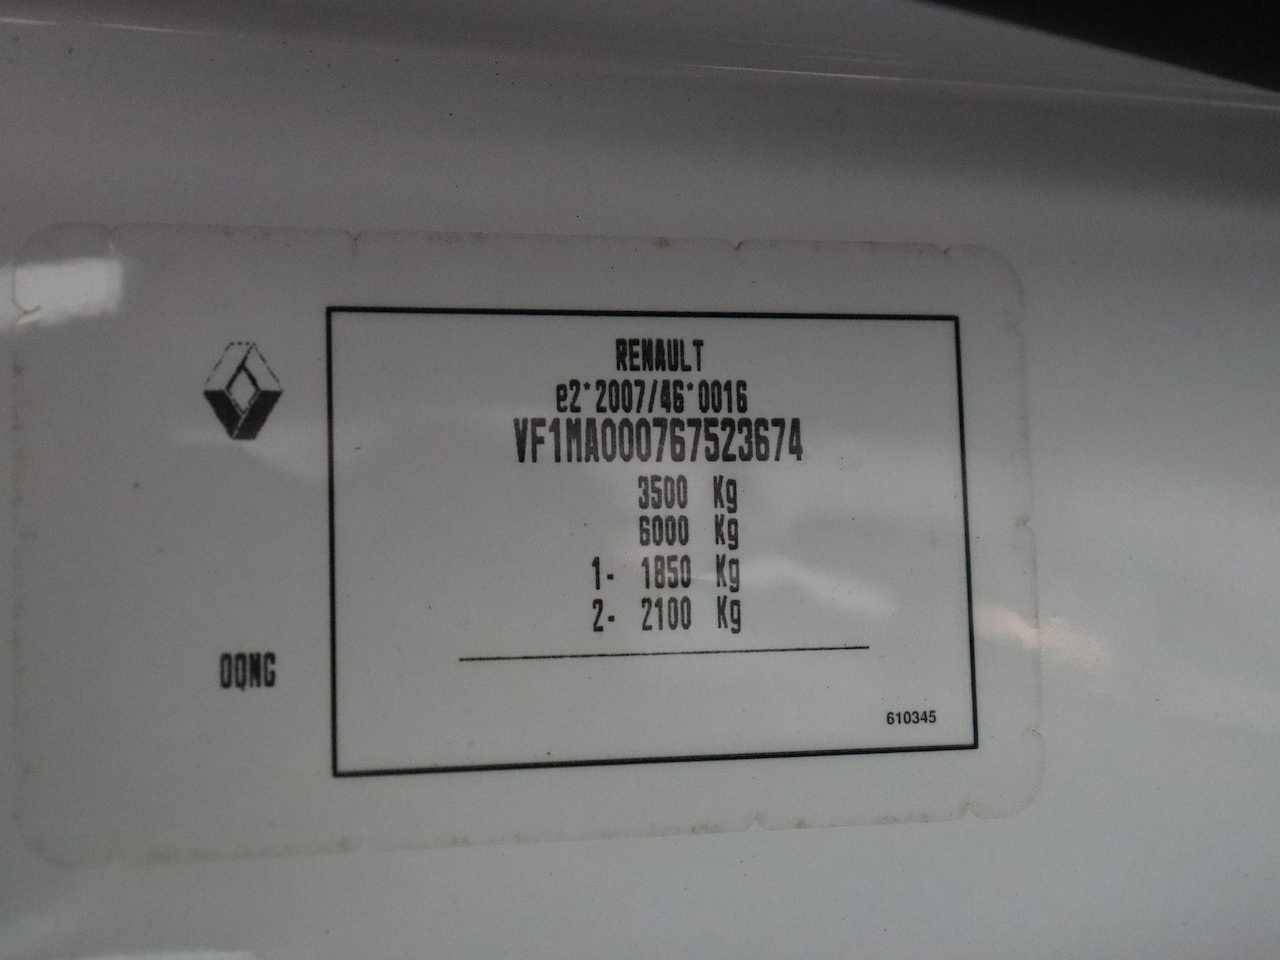 RENAULT
e2*2007/46*0016
VF1MA000767523674
3500 Kg
6000 Kg
1- 1850 Kg
2- 2100 Kg
OQNG
610345